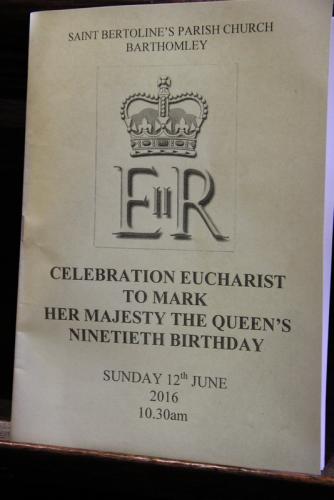 SAINT BERTOLINE'S PARISH CHURCH
BARTHOMLEY
EIIR
CELEBRATION EUCHARIST
TO MARK
HER MAJESTY THE QUEEN'S
NINETIETH BIRTHDAY
SUNDAY 12th JUNE
2016
10.30am